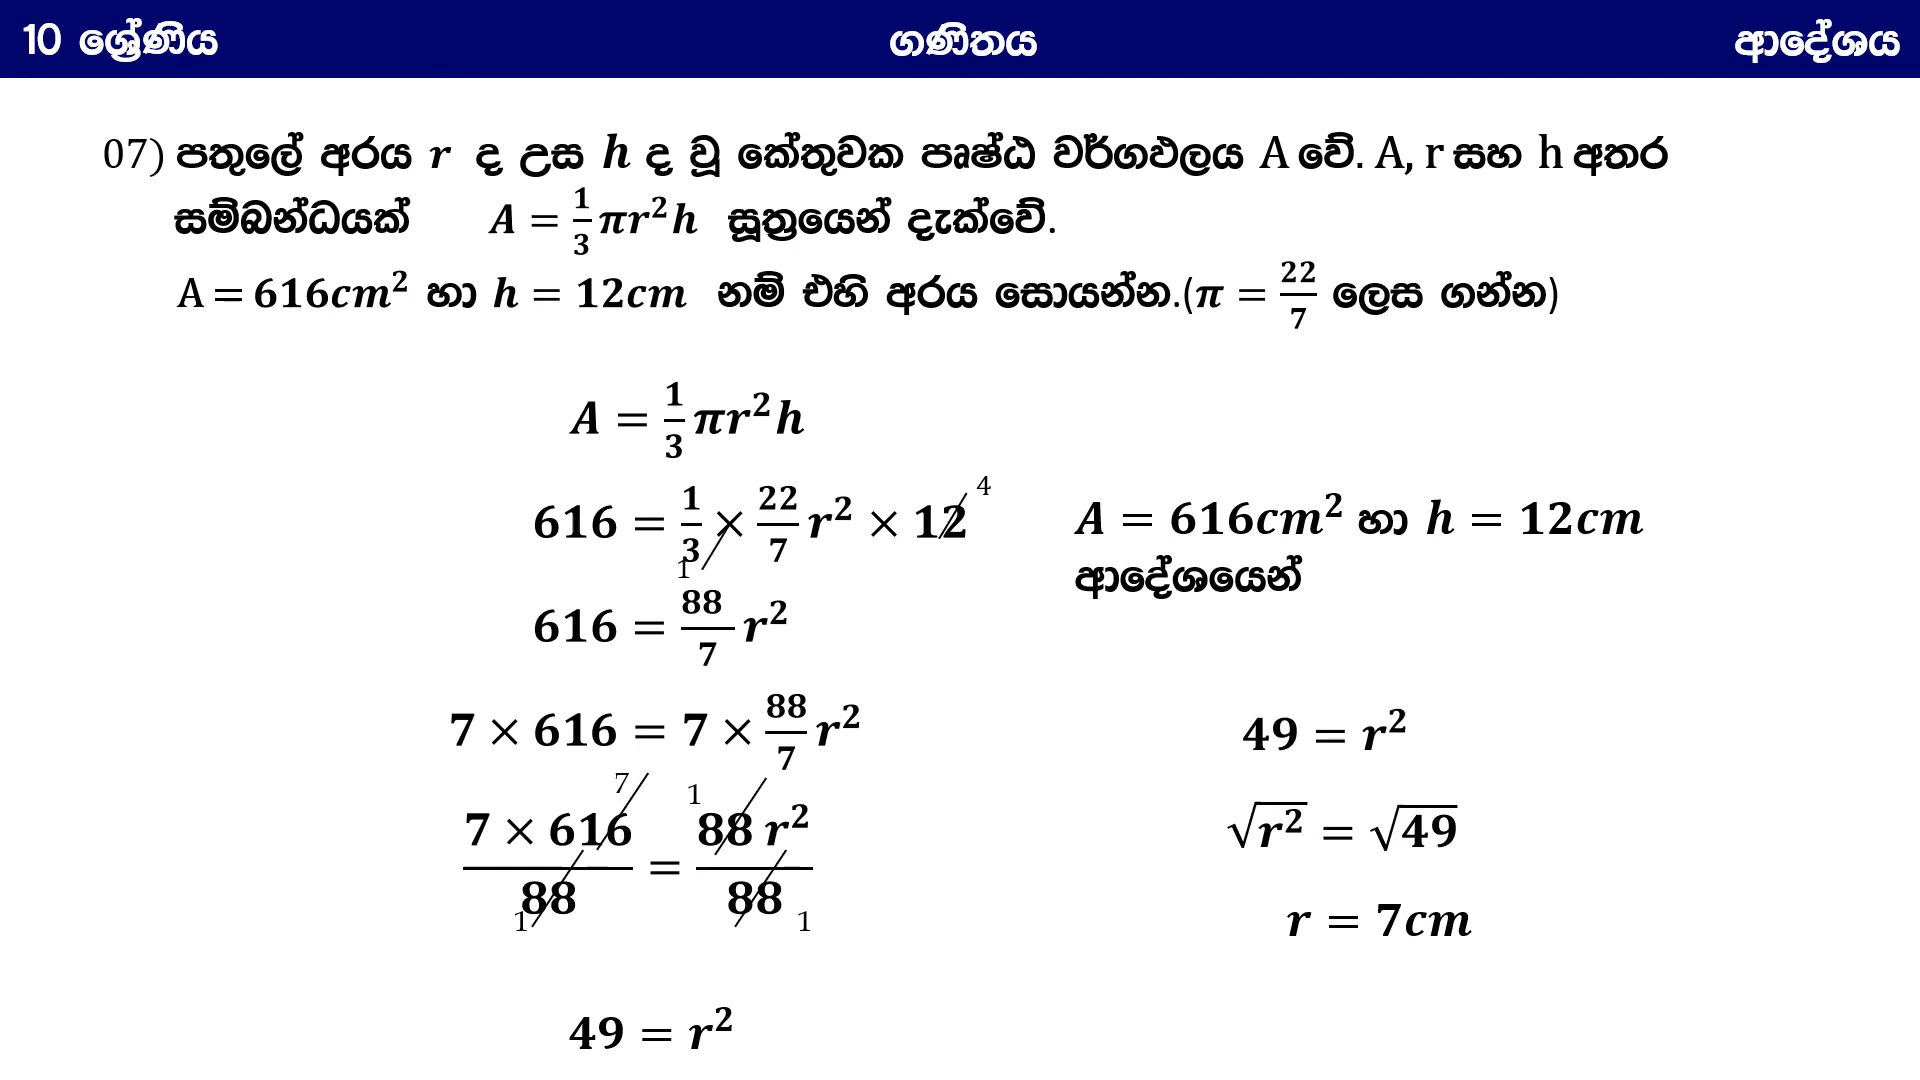 10 ශ්‍රේණිය ගණිතය ආදේශය
07) පතුලේ අරය r ද උස h ද වූ කේතුවක පෘෂ්ඨ වර්ගඵලය A වේ. A, r සහ h අතර
සම්බන්ධයක් A = 1/3 πr²h සූත්‍රයෙන් දැක්වේ.
A = 616cm² හා h = 12cm නම් එහි අරය සොයන්න.(π = 22/7 ලෙස ගන්න)
A = 1/3 πr²h
616 = 1/3 × 22/7 r² × 12 4
1
A = 616cm² හා h = 12cm
ආදේශයෙන්
616 = 88/7 r²
7 × 616 = 7 × 88/7 r²
7 1
7 × 616/88 = 88 r²/88
1 1
49 = r²
49 = r²
√r² = √49
r = 7cm